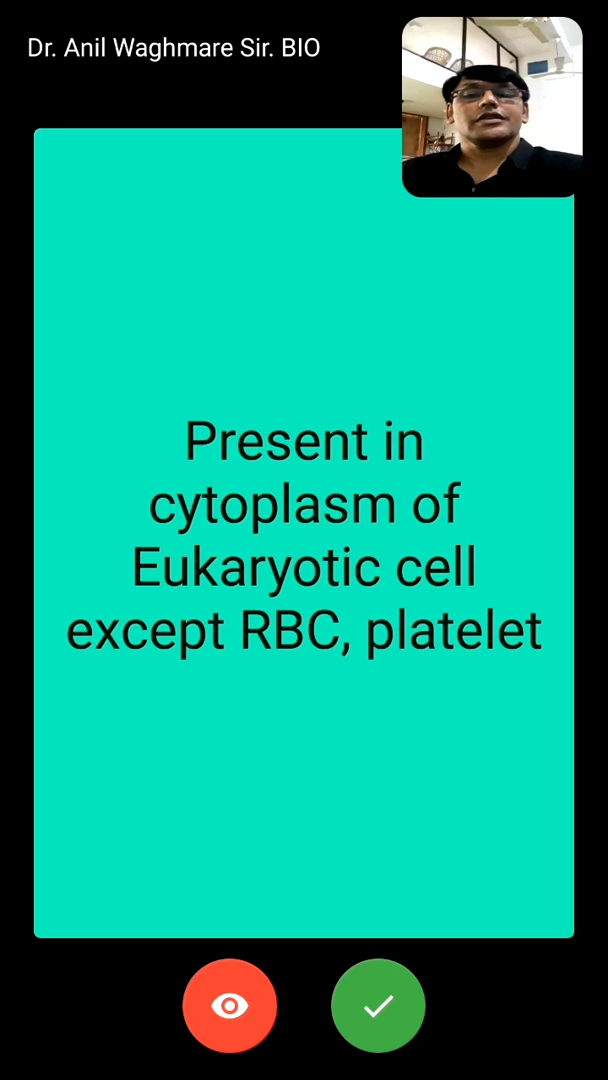 Dr. Anil Waghmare Sir. BIO
Present in
cytoplasm of
Eukaryotic cell
except RBC, platelet